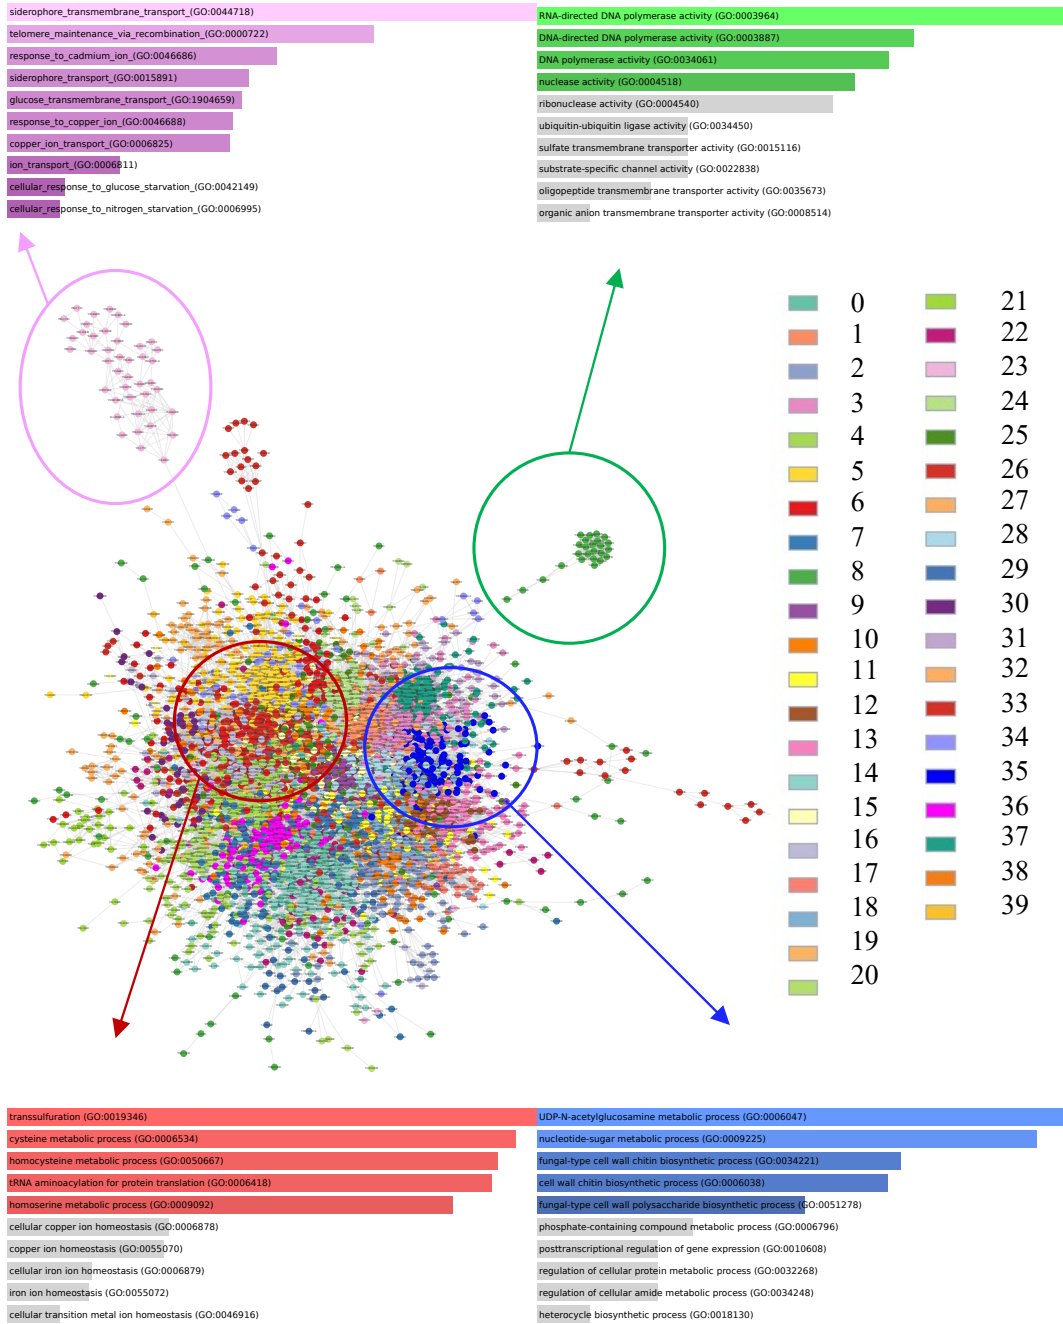 siderophore_transmembrane_transport_(GO:0044718)
telomere_maintenance_via_recombination_(GO:0000722)
response_to_cadmium_ion_(GO:0046686)
siderophore_transport_(GO:0015891)
glucose_transmembrane_transport_(GO:1904659)
response_to_copper_ion_(GO:0046688)
copper_ion_transport_(GO:0006825)
ion_transport_(GO:0006811)
cellular_response_to_glucose_starvation_(GO:0042149)
cellular_response_to_nitrogen_starvation_(GO:0006995)
RNA-directed DNA polymerase activity (GO:0003964)
DNA-directed DNA polymerase activity (GO:0003887)
DNA polymerase activity (GO:0034061)
nuclease activity (GO:0004518)
ribonuclease activity (GO:0004540)
ubiquitin-ubiquitin ligase activity (GO:0034450)
sulfate transmembrane transporter activity (GO:0015116)
substrate-specific channel activity (GO:0022838)
oligopeptide transmembrane transporter activity (GO:0035673)
organic anion transmembrane transporter activity (GO:0008514)
0
1
2
3
4
5
6
7
8
9
10
11
12
13
14
15
16
17
18
19
20
21
22
23
24
25
26
27
28
29
30
31
32
33
34
35
36
37
38
39
transsulfuration (GO:0019346)
cysteine metabolic process (GO:0006534)
homocysteine metabolic process (GO:0050667)
tRNA aminoacylation for protein translation (GO:0006418)
homoserine metabolic process (GO:0009092)
cellular copper ion homeostasis (GO:0006878)
copper ion homeostasis (GO:0055070)
cellular iron ion homeostasis (GO:0006879)
iron ion homeostasis (GO:0055072)
cellular transition metal ion homeostasis (GO:0046916)
UDP-N-acetylglucosamine metabolic process (GO:0006047)
nucleotide-sugar metabolic process (GO:0009225)
fungal-type cell wall chitin biosynthetic process (GO:0034221)
cell wall chitin biosynthetic process (GO:0006038)
fungal-type cell wall polysaccharide biosynthetic process (GO:0051278)
phosphate-containing compound metabolic process (GO:0006796)
posttranscriptional regulation of gene expression (GO:0010608)
regulation of cellular protein metabolic process (GO:0032268)
regulation of cellular amide metabolic process (GO:0034248)
heterocycle biosynthetic process (GO:0018130)